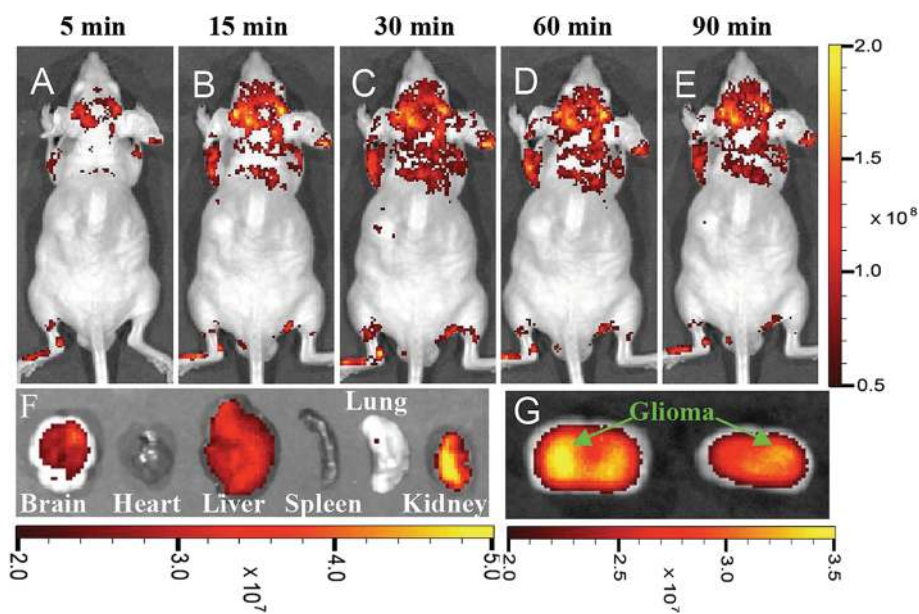 5 min 15 min 30 min 60 min 90 min
A B C D E
2.0
1.5
× 10⁸
1.0
0.5
F Lung G Glioma
Brain Heart Liver Spleen Kidney
2.0 3.0 4.0 5.0 2.0 2.5 3.0 3.5
× 10⁷ × 10⁷